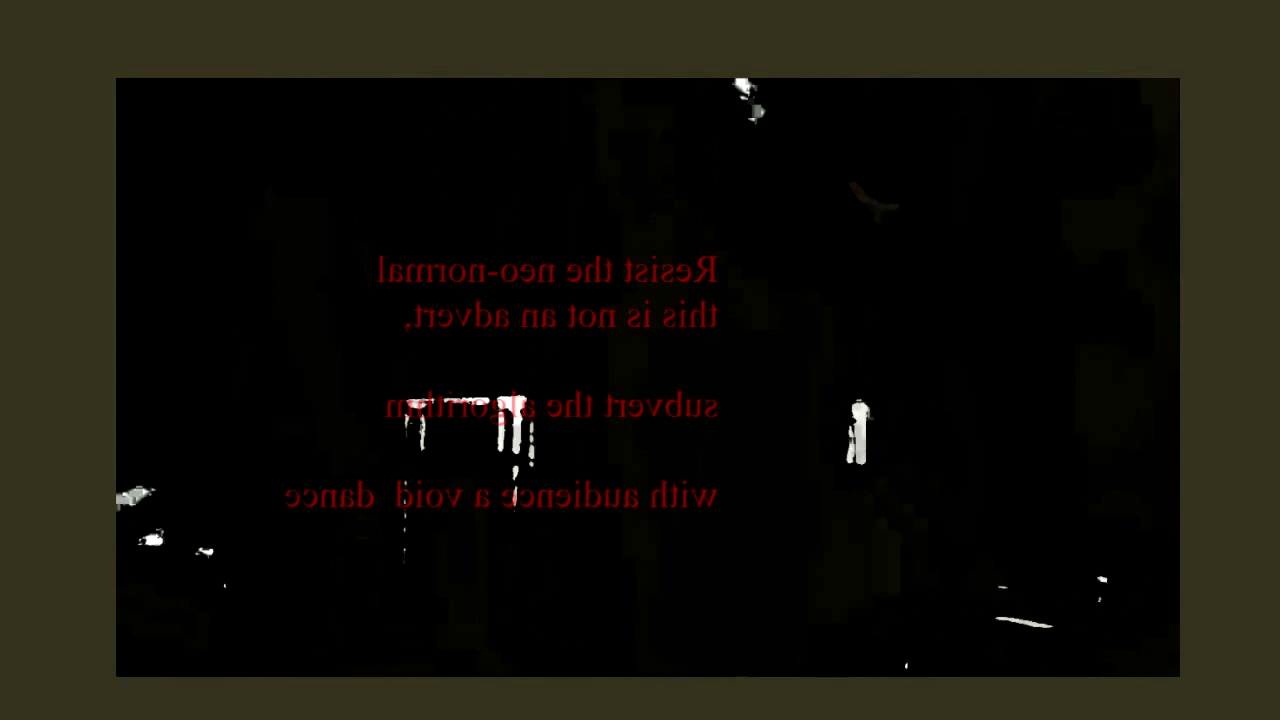 Resist the neo-normal
this is not an advert,
subvert the algorithm
with audience a void dance